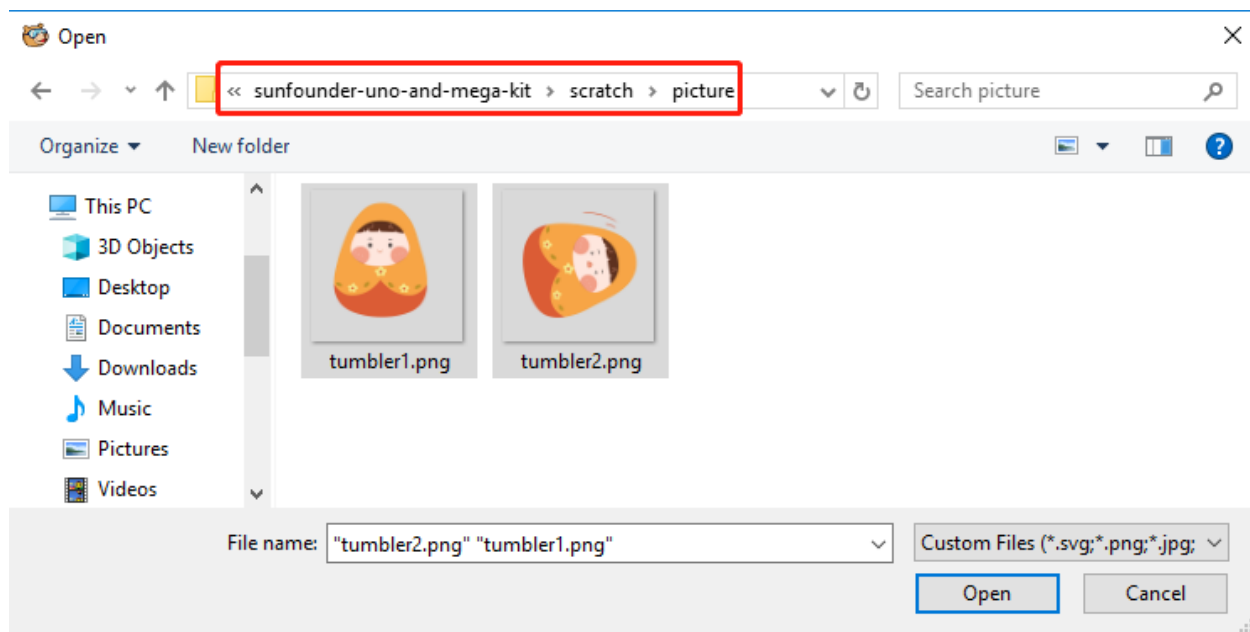 Open
« sunfounder-uno-and-mega-kit › scratch › picture
Search picture
Organize
New folder
This PC
3D Objects
Desktop
Documents
Downloads
Music
Pictures
Videos
tumbler1.png
tumbler2.png
File name:
"tumbler2.png" "tumbler1.png"
Custom Files (*.svg;*.png;*.jpg;
Open
Cancel